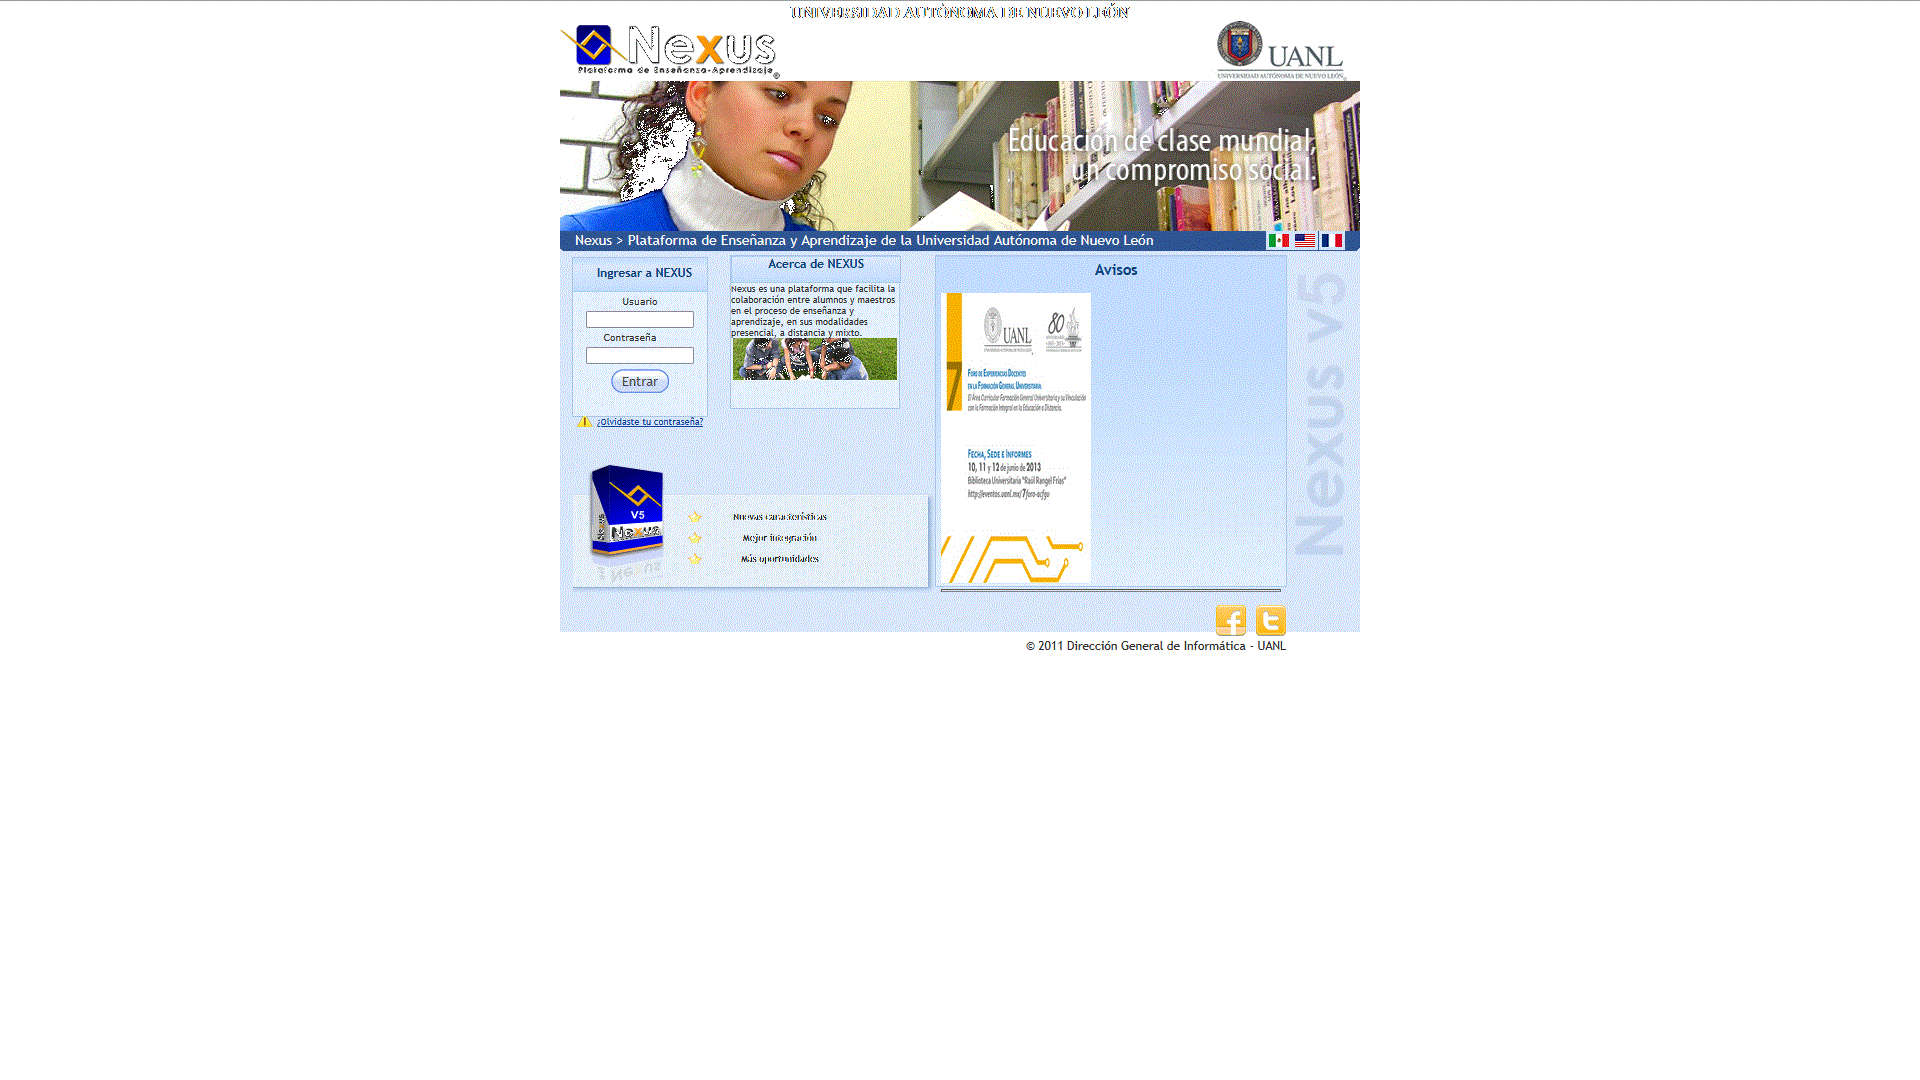 UNIVERSIDAD AUTÓNOMA DE NUEVO LEÓN
Nexus
Plataforma de Enseñanza-Aprendizaje®
UANL
UNIVERSIDAD AUTÓNOMA DE NUEVO LEÓN
Educación de clase mundial,
un compromiso social.
Nexus > Plataforma de Enseñanza y Aprendizaje de la Universidad Autónoma de Nuevo León
Ingresar a NEXUS
Usuario
Contraseña
Entrar
¿Olvidaste tu contraseña?
Acerca de NEXUS
Nexus es una plataforma que facilita la
colaboración entre alumnos y maestros
en el proceso de enseñanza y
aprendizaje, en sus modalidades
presencial, a distancia y mixto.
V5
Nexus
Nuevas características
Mejor integración
Más oportunidades
Avisos
UANL
80
7
Foro de Experiencias Docentes
en la Formación General Universitaria.
El Área Curricular Formación General Universitaria y su Vinculación
con la Formación Integral en la Educación a Distancia.
Fecha, Sede e Informes
10, 11 y 12 de junio de 2013
Biblioteca Universitaria "Raúl Rangel Frías"
http://eventos.uanl.mx/7foro-acfgu
Nexus v5
© 2011 Dirección General de Informática - UANL